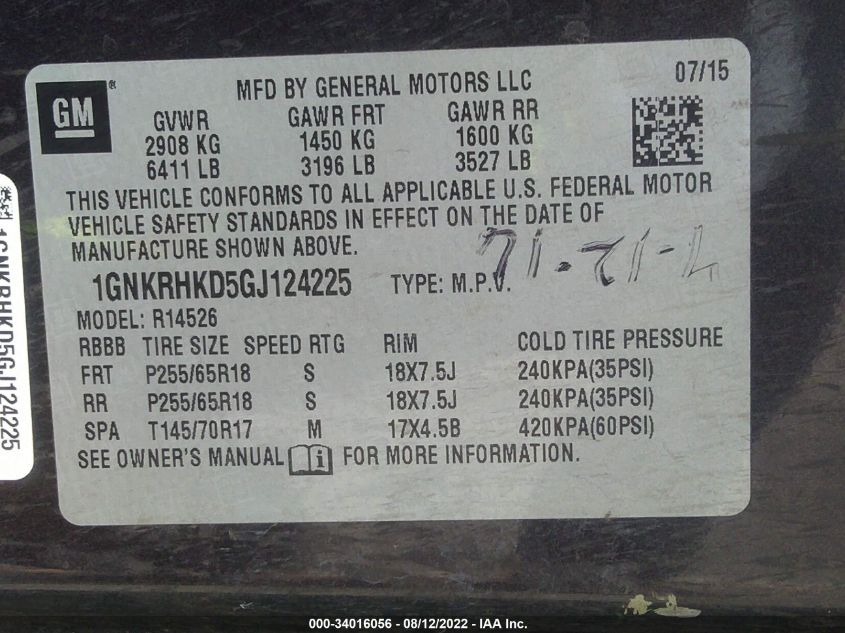 MFD BY GENERAL MOTORS LLC 07/15
GM®
GVWR GAWR FRT GAWR RR
2908 KG 1450 KG 1600 KG
6411 LB 3196 LB 3527 LB
THIS VEHICLE CONFORMS TO ALL APPLICABLE U.S. FEDERAL MOTOR
VEHICLE SAFETY STANDARDS IN EFFECT ON THE DATE OF
MANUFACTURE SHOWN ABOVE.
1GNKRHKD5GJ124225 TYPE: M.P.V.
MODEL: R14526
RBBB TIRE SIZE SPEED RTG RIM COLD TIRE PRESSURE
FRT P255/65R18 S 18X7.5J 240KPA(35PSI)
RR P255/65R18 S 18X7.5J 240KPA(35PSI)
SPA T145/70R17 M 17X4.5B 420KPA(60PSI)
SEE OWNER'S MANUAL FOR MORE INFORMATION.
1GNKRHKD5GJ124225
000-34016056 - 08/12/2022 - IAA Inc.